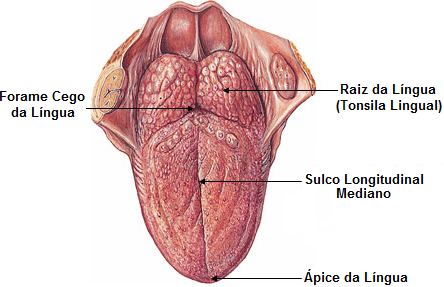 Forame Cego
da Língua
Raiz da Língua
(Tonsila Lingual)
Sulco Longitudinal
Mediano
Ápice da Língua